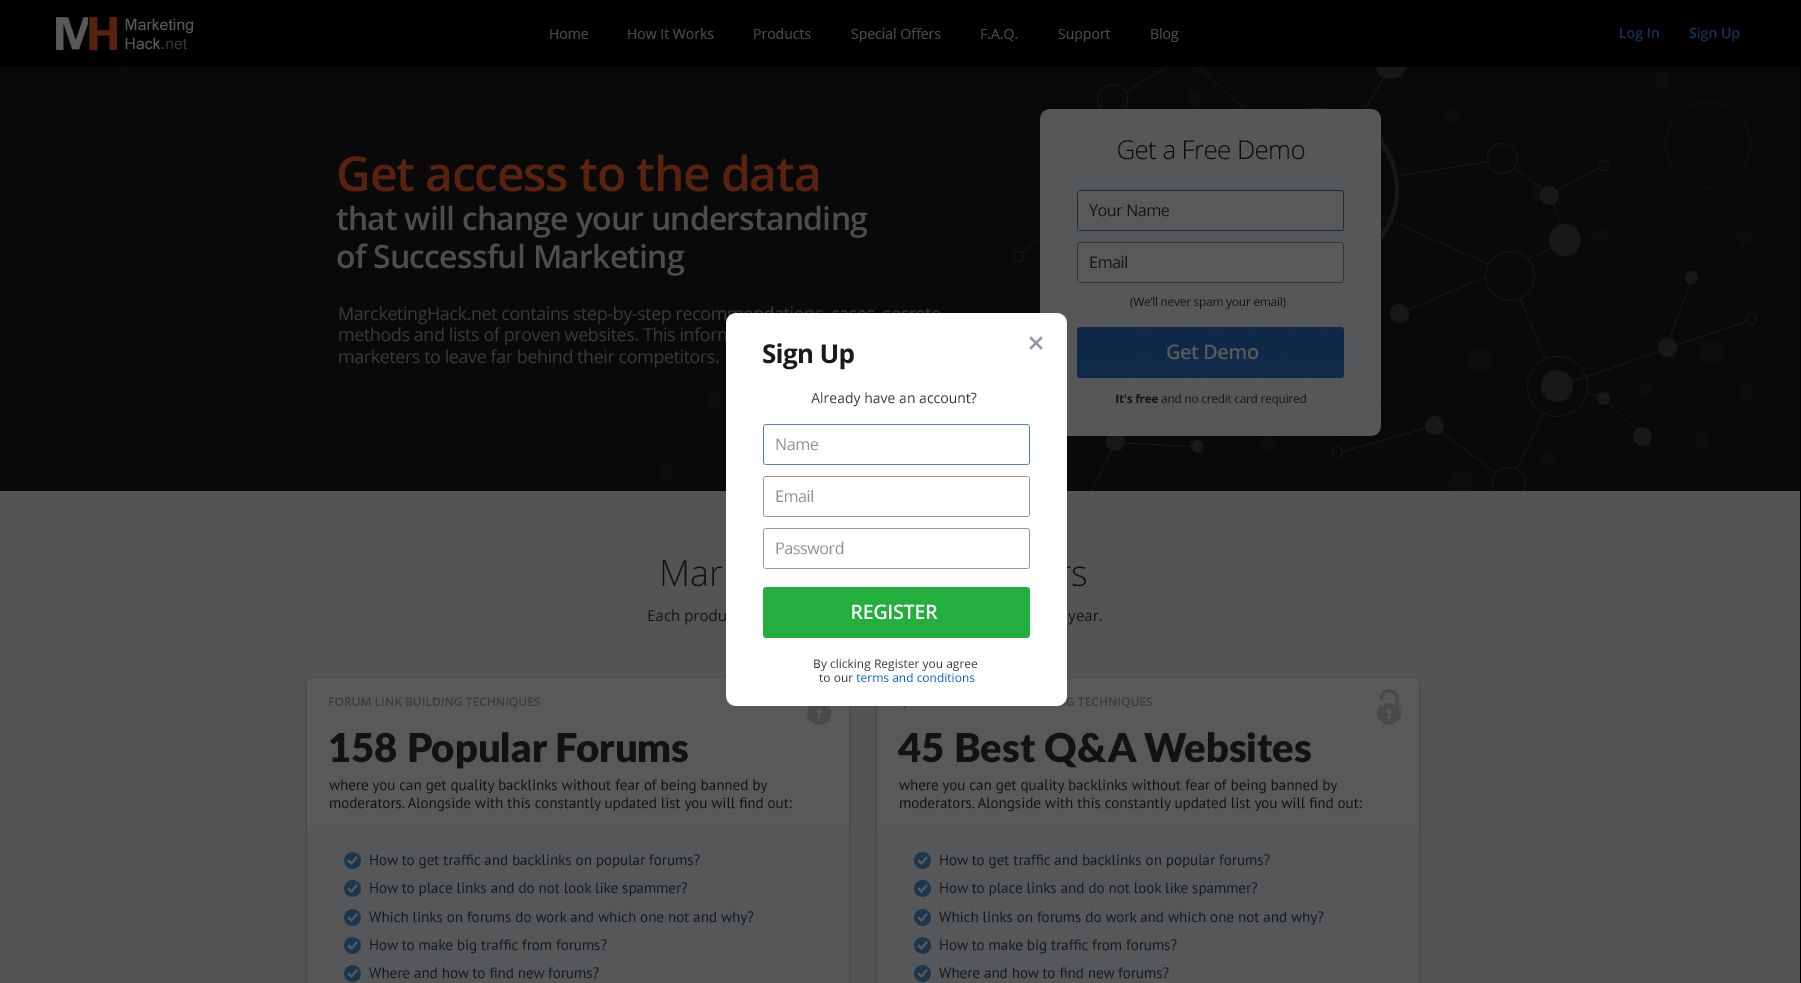 MH Marketing
Hack.net
Home How It Works Products Special Offers F.A.Q. Support Blog
Log In Sign Up
Get access to the data
that will change your understanding
of Successful Marketing
MarcketingHack.net contains step-by-step recommendations, cases, secrets,
methods and lists of proven websites. This inform
marketers to leave far behind their competitors.
Get a Free Demo
Your Name
Email
(We'll never spam your email)
Get Demo
It's free and no credit card required
Sign Up
Already have an account?
Name
Email
Password
REGISTER
By clicking Register you agree
to our terms and conditions
Mar rs
Each produ year.
FORUM LINK BUILDING TECHNIQUES
158 Popular Forums
where you can get quality backlinks without fear of being banned by
moderators. Alongside with this constantly updated list you will find out:
How to get traffic and backlinks on popular forums?
How to place links and do not look like spammer?
Which links on forums do work and which one not and why?
How to make big traffic from forums?
Where and how to find new forums?
G TECHNIQUES
45 Best Q&A Websites
where you can get quality backlinks without fear of being banned by
moderators. Alongside with this constantly updated list you will find out:
How to get traffic and backlinks on popular forums?
How to place links and do not look like spammer?
Which links on forums do work and which one not and why?
How to make big traffic from forums?
Where and how to find new forums?